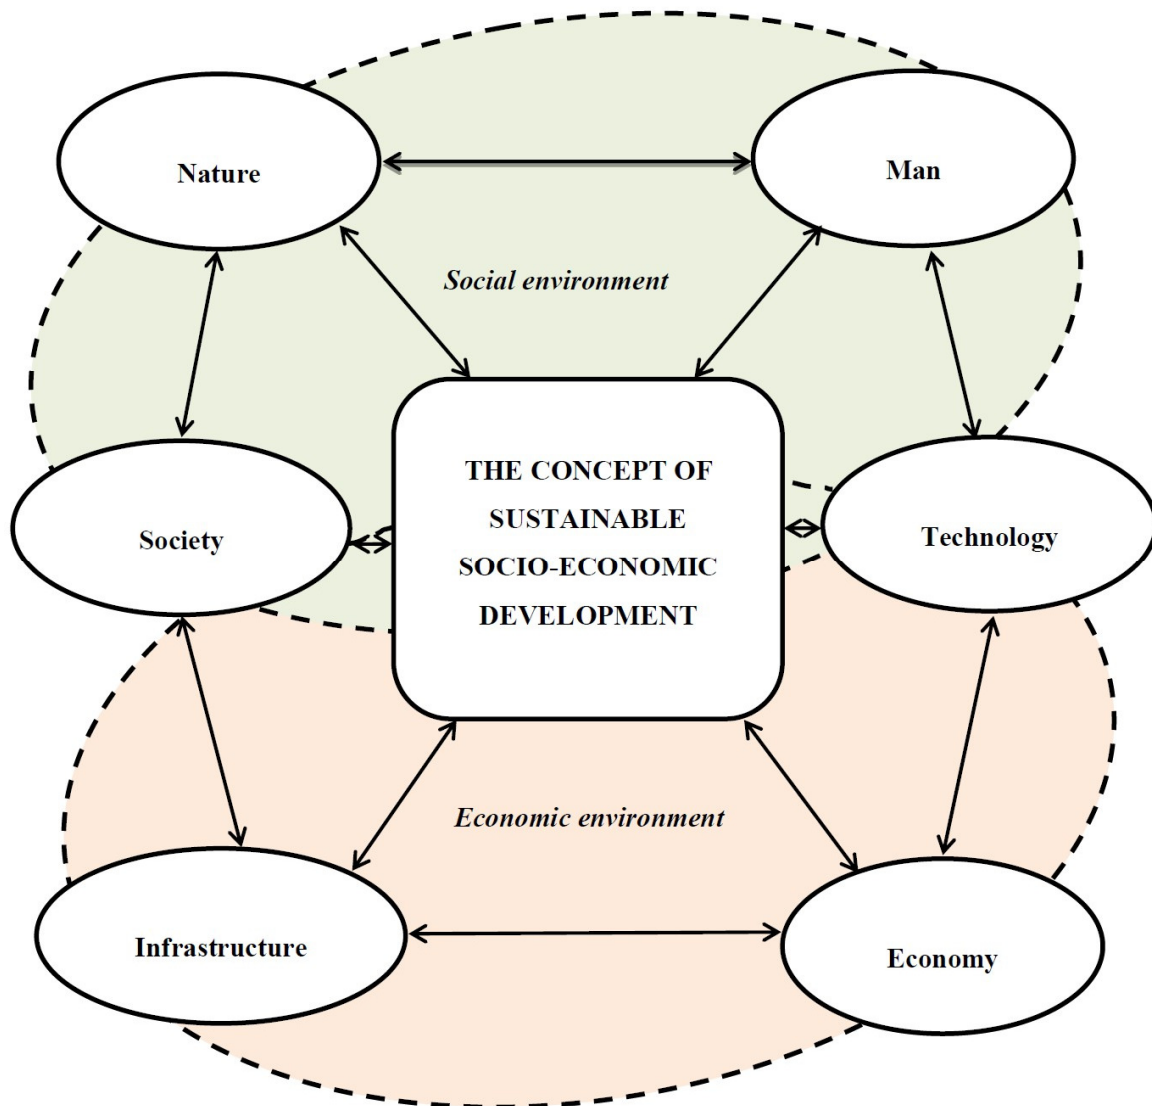 Nature
Man
Social environment
THE CONCEPT OF
SUSTAINABLE
SOCIO-ECONOMIC
DEVELOPMENT
Society
Technology
Economic environment
Infrastructure
Economy